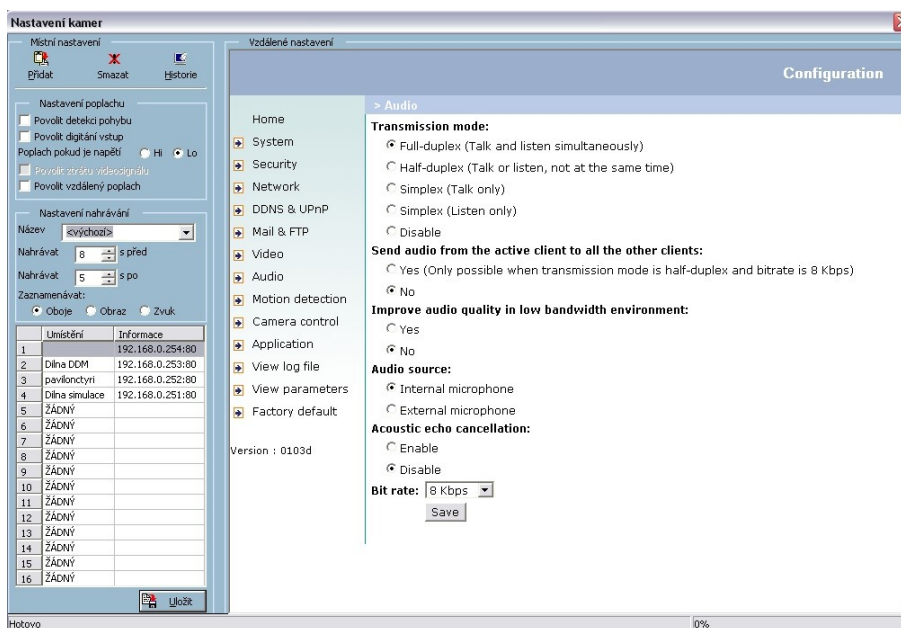 Nastavení kamer
Místní nastavení
Přidat Smazat Historie
Nastavení poplachu
Povolit detekci pohybu
Povolit digitání vstup
Poplach pokud je napětí Hi Lo
Povolit ztrátu videosignálu
Povolit vzdálený poplach
Nastavení nahrávání
Název <výchozí>
Nahrávat 8 s před
Nahrávat 5 s po
Zaznamenávat:
Oboje Obraz Zvuk
Umístění Informace
1 192.168.0.254:80
2 Dílna DDM 192.168.0.253:80
3 pavilonctyri 192.168.0.252:80
4 Dílna simulace 192.168.0.251:80
5 ŽÁDNÝ
6 ŽÁDNÝ
7 ŽÁDNÝ
8 ŽÁDNÝ
9 ŽÁDNÝ
10 ŽÁDNÝ
11 ŽÁDNÝ
12 ŽÁDNÝ
13 ŽÁDNÝ
14 ŽÁDNÝ
15 ŽÁDNÝ
16 ŽÁDNÝ
Uložit
Vzdálené nastavení
Configuration
Home
System
Security
Network
DDNS & UPnP
Mail & FTP
Video
Audio
Motion detection
Camera control
Application
View log file
View parameters
Factory default
Version : 0103d
> Audio
Transmission mode:
Full-duplex (Talk and listen simultaneously)
Half-duplex (Talk or listen, not at the same time)
Simplex (Talk only)
Simplex (Listen only)
Disable
Send audio from the active client to all the other clients:
Yes (Only possible when transmission mode is half-duplex and bitrate is 8 Kbps)
No
Improve audio quality in low bandwidth environment:
Yes
No
Audio source:
Internal microphone
External microphone
Acoustic echo cancellation:
Enable
Disable
Bit rate: 8 Kbps
Save
Hotovo 0%